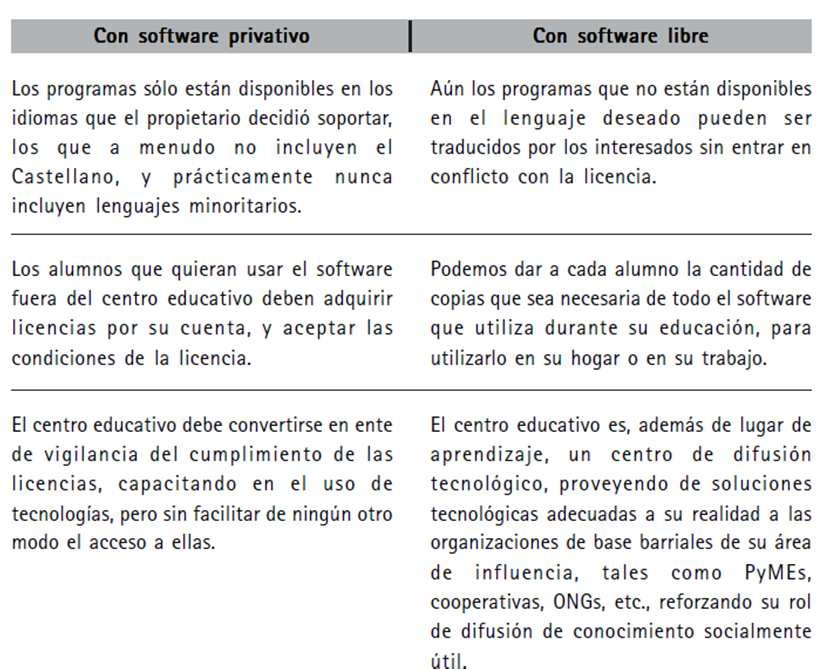 Con software privativo
Con software libre
Los programas sólo están disponibles en los
idiomas que el propietario decidió soportar,
los que a menudo no incluyen el
Castellano, y prácticamente nunca
incluyen lenguajes minoritarios.
Aún los programas que no están disponibles
en el lenguaje deseado pueden ser
traducidos por los interesados sin entrar en
conflicto con la licencia.
Los alumnos que quieran usar el software
fuera del centro educativo deben adquirir
licencias por su cuenta, y aceptar las
condiciones de la licencia.
Podemos dar a cada alumno la cantidad de
copias que sea necesaria de todo el software
que utiliza durante su educación, para
utilizarlo en su hogar o en su trabajo.
El centro educativo debe convertirse en ente
de vigilancia del cumplimiento de las
licencias, capacitando en el uso de
tecnologías, pero sin facilitar de ningún otro
modo el acceso a ellas.
El centro educativo es, además de lugar de
aprendizaje, un centro de difusión
tecnológico, proveyendo de soluciones
tecnológicas adecuadas a su realidad a las
organizaciones de base barriales de su área
de influencia, tales como PyMEs,
cooperativas, ONGs, etc., reforzando su rol
de difusión de conocimiento socialmente
útil.